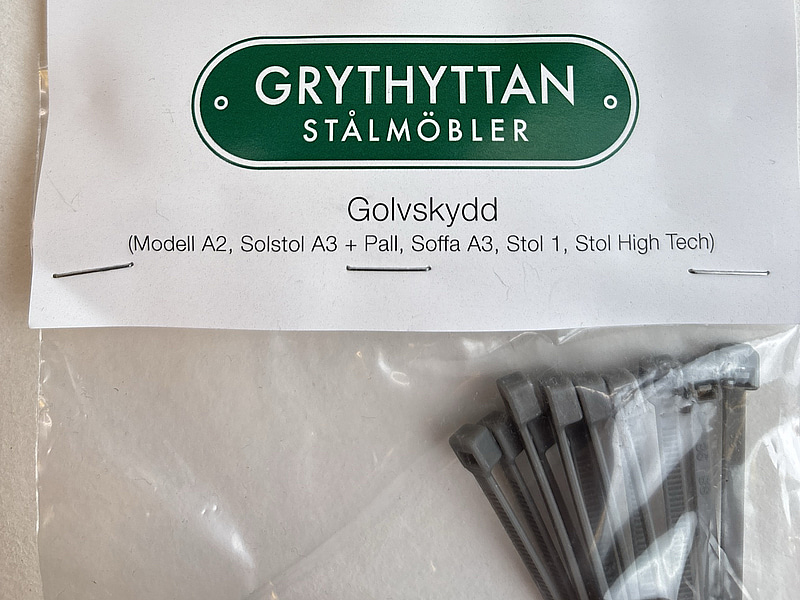 GRYTHYTTAN
STÅLMÖBLER
Golvskydd
(Modell A2, Solstol A3 + Pall, Soffa A3, Stol 1, Stol High Tech)